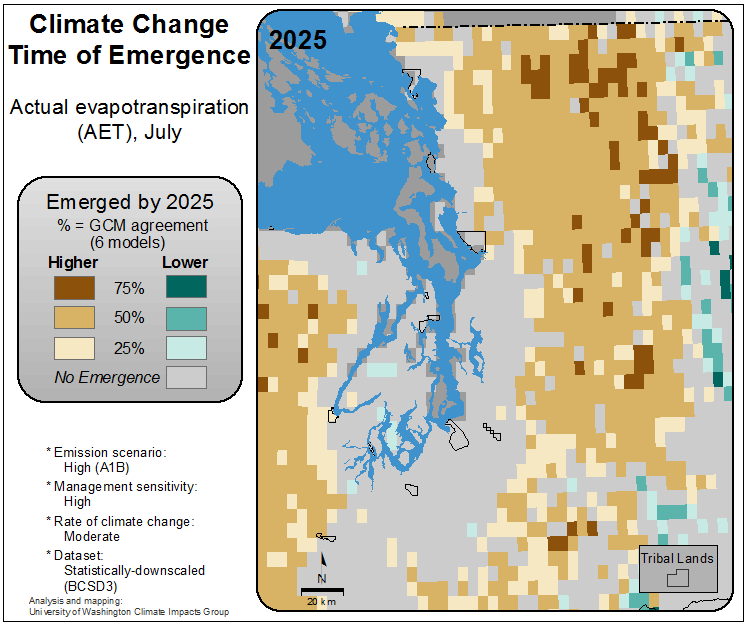 Climate Change
Time of Emergence
Actual evapotranspiration
(AET), July
Emerged by 2025
% = GCM agreement
(6 models)
Higher Lower
75%
50%
25%
No Emergence
* Emission scenario:
High (A1B)
* Management sensitivity:
High
* Rate of climate change:
Moderate
* Dataset:
Statistically-downscaled
(BCSD3)
Analysis and mapping:
University of Washington Climate Impacts Group
2025
N
20 km
Tribal Lands